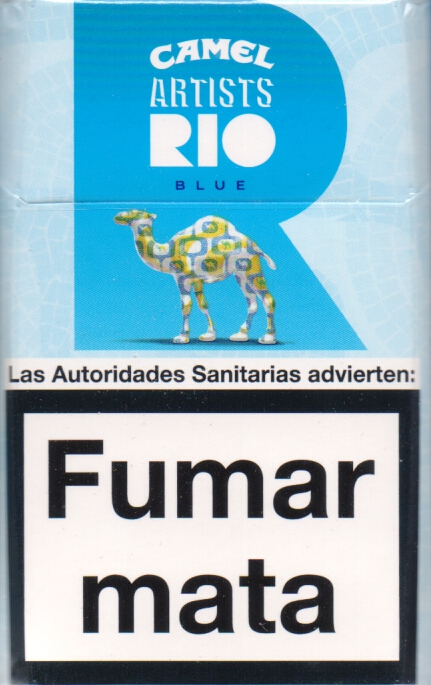 CAMEL
ARTISTS
RIO
BLUE
Las Autoridades Sanitarias advierten:
Fumar
mata